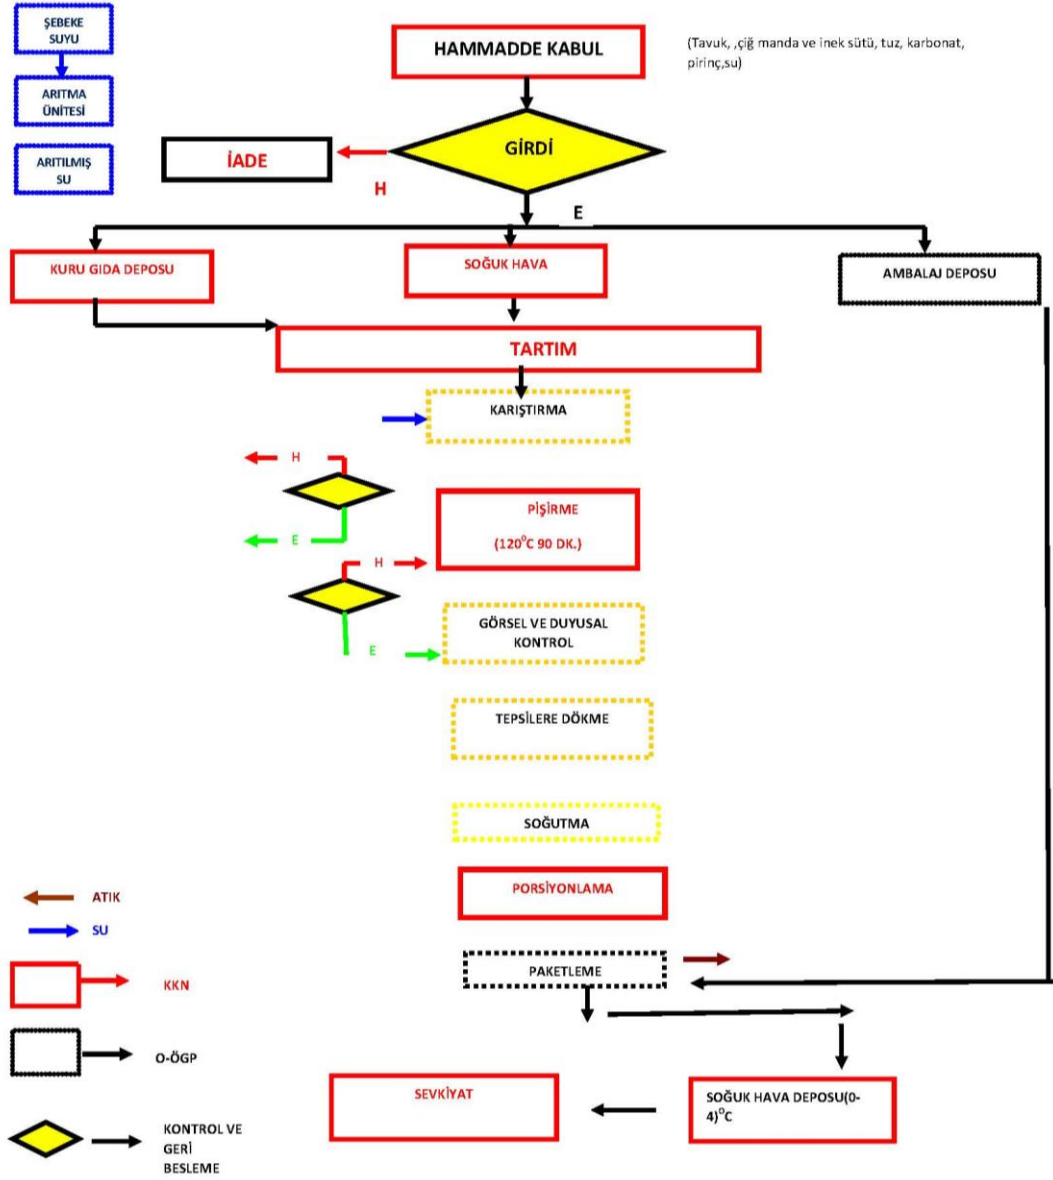 ŞEBEKE
SUYU
ARITMA
ÜNİTESİ
ARITILMIŞ
SU
HAMMADDE KABUL
(Tavuk, ,çiğ manda ve inek sütü, tuz, karbonat,
pirinç,su)
GİRDİ
İADE
H
E
KURU GIDA DEPOSU
SOĞUK HAVA
AMBALAJ DEPOSU
TARTIM
KARIŞTIRMA
H
E
PİŞİRME
(120°C 90 DK.)
H
E
GÖRSEL VE DUYUSAL
KONTROL
TEPSİLERE DÖKME
SOĞUTMA
PORSİYONLAMA
PAKETLEME
ATIK
SU
KKN
O-ÖGP
KONTROL VE
GERİ
BESLEME
SEVKİYAT
SOĞUK HAVA DEPOSU(0-
4)°C